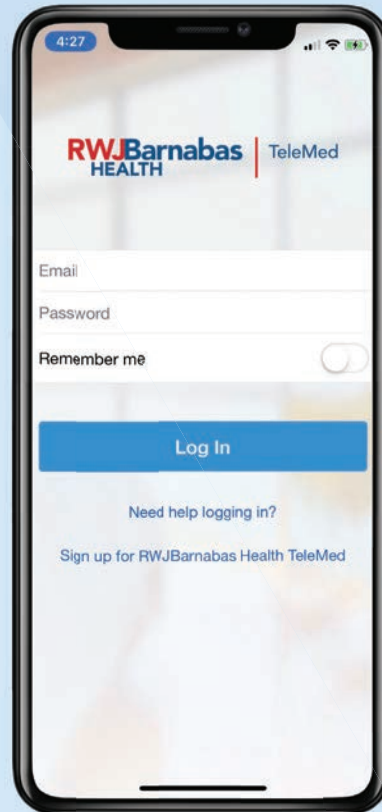 4:27
RWJBarnabas HEALTH | TeleMed
Email
Password
Remember me
Log In
Need help logging in?
Sign up for RWJBarnabas Health TeleMed